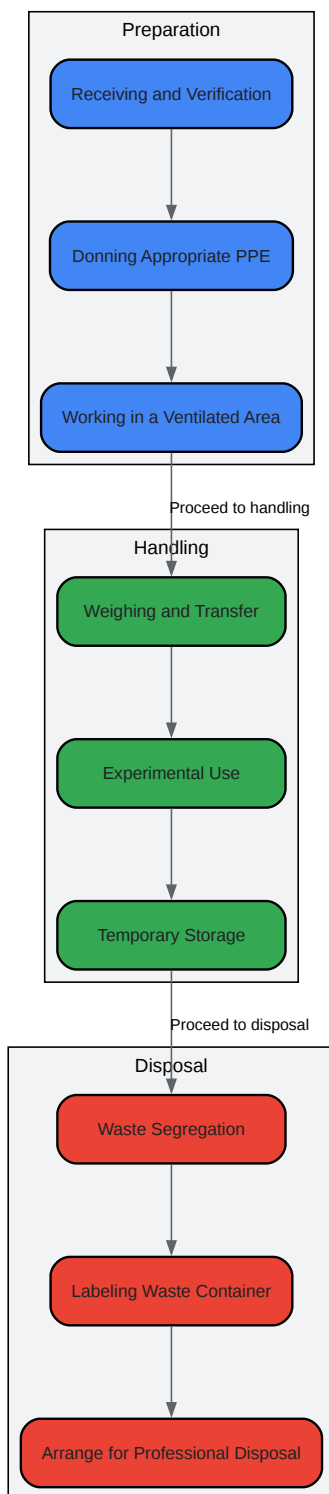 Preparation
Receiving and Verification
Donning Appropriate PPE
Working in a Ventilated Area
Proceed to handling
Handling
Weighing and Transfer
Experimental Use
Temporary Storage
Proceed to disposal
Disposal
Waste Segregation
Labeling Waste Container
Arrange for Professional Disposal